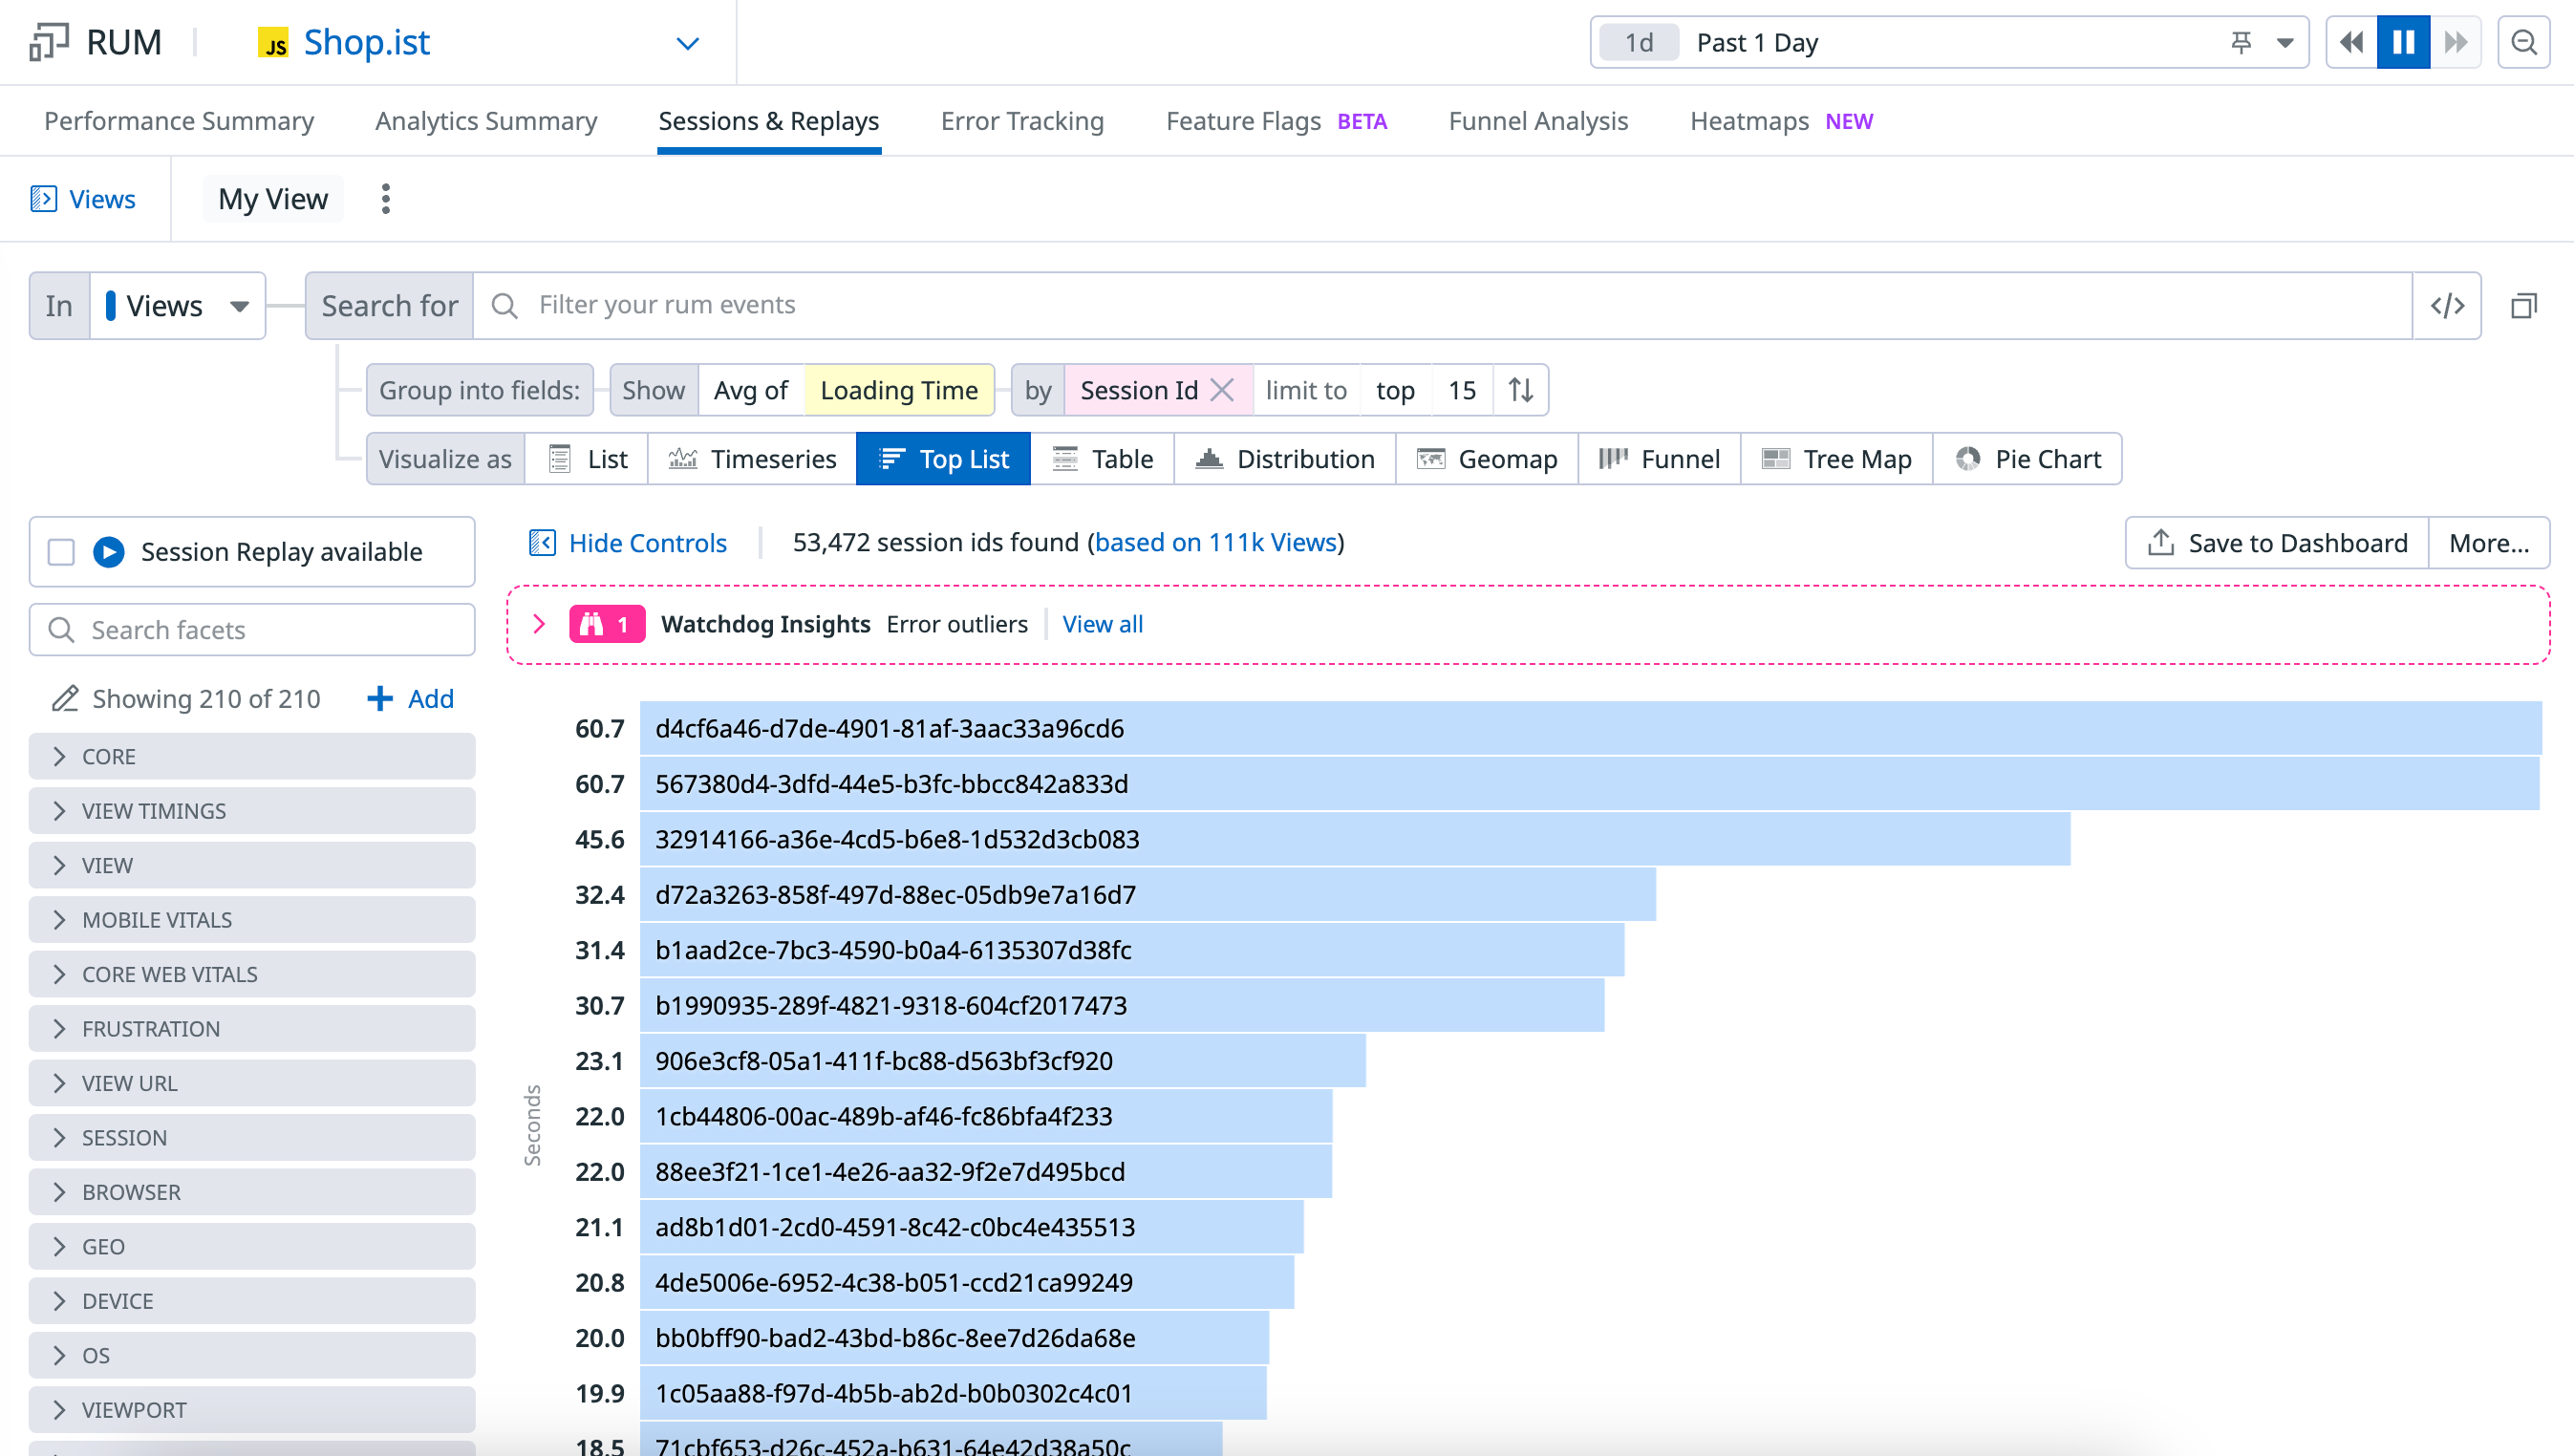 RUM
JS Shop.ist
1d Past 1 Day
Performance Summary Analytics Summary Sessions & Replays Error Tracking Feature Flags BETA Funnel Analysis Heatmaps NEW
Views My View
In Views Search for Filter your rum events </>
Group into fields: Show Avg of Loading Time by Session Id limit to top 15
Visualize as List Timeseries Top List Table Distribution Geomap Funnel Tree Map Pie Chart
Session Replay available
Search facets
Showing 210 of 210 Add
CORE
VIEW TIMINGS
VIEW
MOBILE VITALS
CORE WEB VITALS
FRUSTRATION
VIEW URL
SESSION
BROWSER
GEO
DEVICE
OS
VIEWPORT
Hide Controls 53,472 session ids found (based on 111k Views) Save to Dashboard More...
1 Watchdog Insights Error outliers View all
Seconds
60.7 d4cf6a46-d7de-4901-81af-3aac33a96cd6
60.7 567380d4-3dfd-44e5-b3fc-bbcc842a833d
45.6 32914166-a36e-4cd5-b6e8-1d532d3cb083
32.4 d72a3263-858f-497d-88ec-05db9e7a16d7
31.4 b1aad2ce-7bc3-4590-b0a4-6135307d38fc
30.7 b1990935-289f-4821-9318-604cf2017473
23.1 906e3cf8-05a1-411f-bc88-d563bf3cf920
22.0 1cb44806-00ac-489b-af46-fc86bfa4f233
22.0 88ee3f21-1ce1-4e26-aa32-9f2e7d495bcd
21.1 ad8b1d01-2cd0-4591-8c42-c0bc4e435513
20.8 4de5006e-6952-4c38-b051-ccd21ca99249
20.0 bb0bff90-bad2-43bd-b86c-8ee7d26da68e
19.9 1c05aa88-f97d-4b5b-ab2d-b0b0302c4c01
18.5 71cbf653-d26c-452a-b631-64e42d38a50c